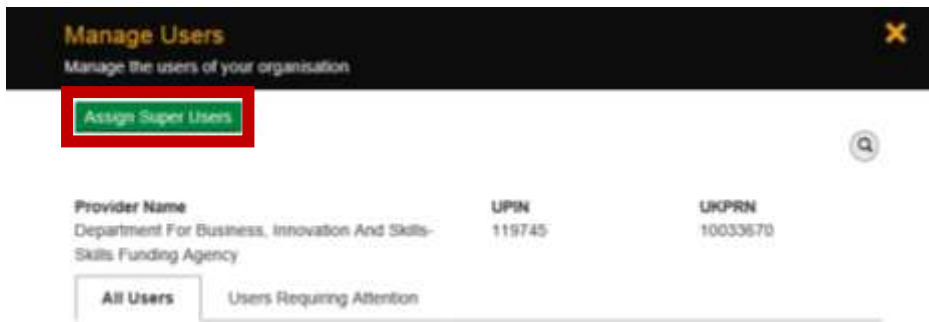 Manage Users
Manage the users of your organisation
Assign Super Users
Provider Name UPIN UKPRN
Department For Business, Innovation And Skills- 119745 10033670
Skills Funding Agency
All Users Users Requiring Attention